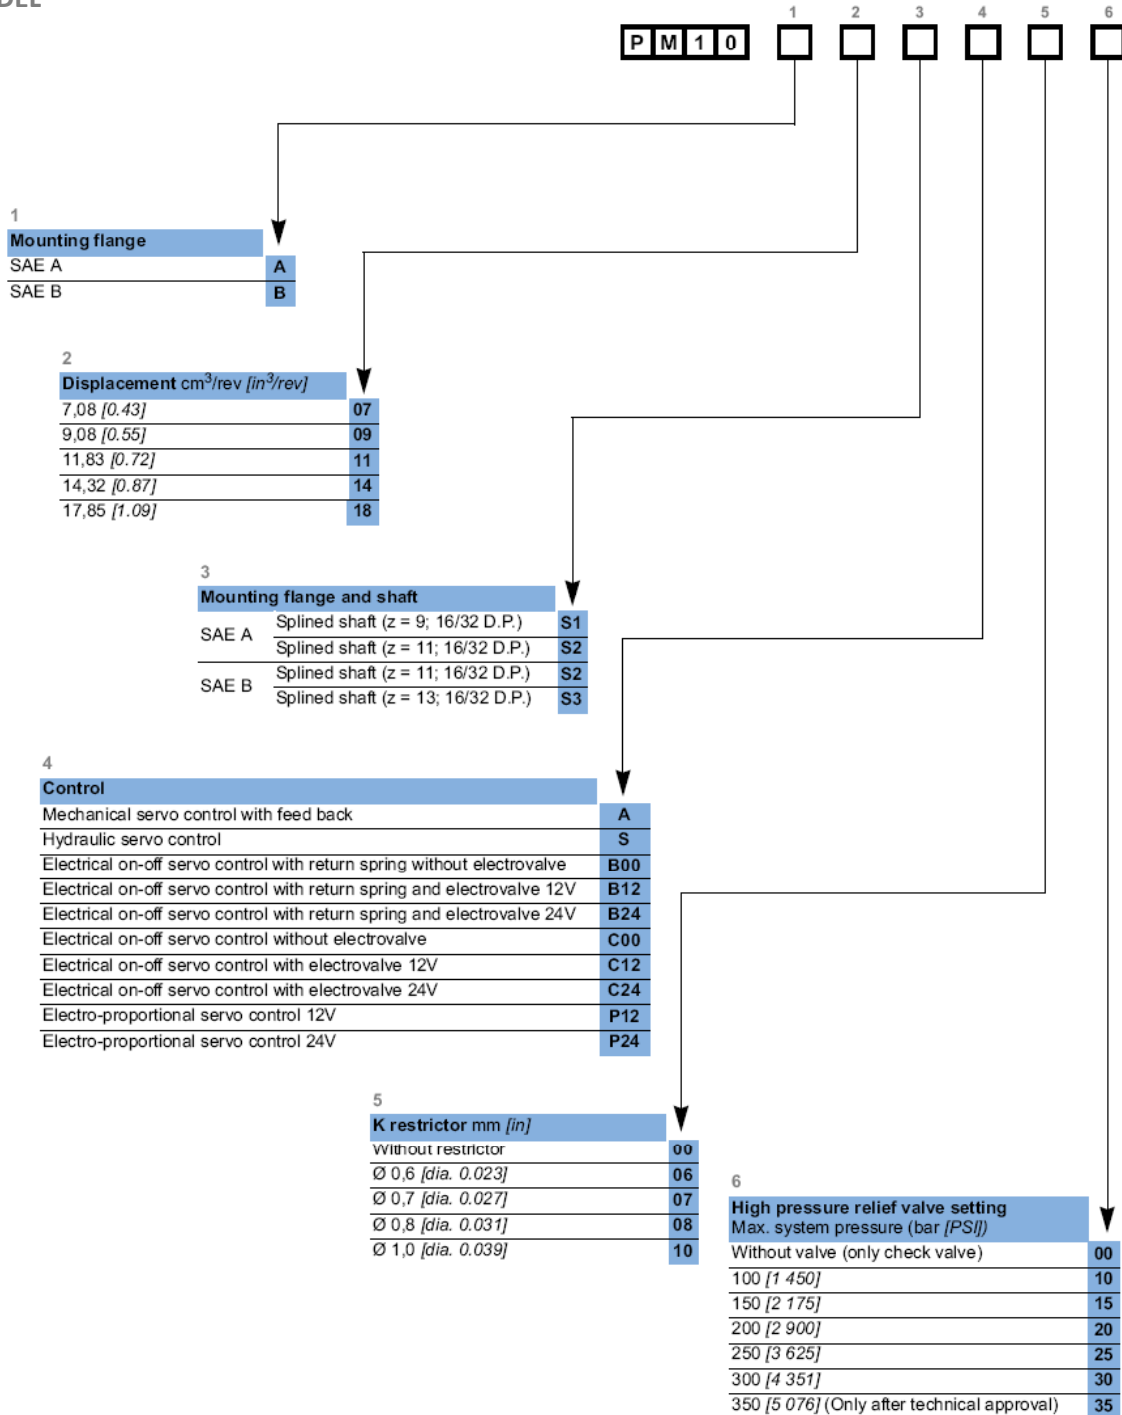 1 2 3 4 5 6
P M 1 0
1
Mounting flange
SAE A A
SAE B B
2
Displacement cm³/rev [in³/rev]
7,08 [0.43] 07
9,08 [0.55] 09
11,83 [0.72] 11
14,32 [0.87] 14
17,85 [1.09] 18
3
Mounting flange and shaft
SAE A
Splined shaft (z = 9; 16/32 D.P.) S1
Splined shaft (z = 11; 16/32 D.P.) S2
SAE B
Splined shaft (z = 11; 16/32 D.P.) S2
Splined shaft (z = 13; 16/32 D.P.) S3
4
Control
Mechanical servo control with feed back A
Hydraulic servo control S
Electrical on-off servo control with return spring without electrovalve B00
Electrical on-off servo control with return spring and electrovalve 12V B12
Electrical on-off servo control with return spring and electrovalve 24V B24
Electrical on-off servo control without electrovalve C00
Electrical on-off servo control with electrovalve 12V C12
Electrical on-off servo control with electrovalve 24V C24
Electro-proportional servo control 12V P12
Electro-proportional servo control 24V P24
5
K restrictor mm [in]
Without restrictor 00
Ø 0,6 [dia. 0.023] 06
Ø 0,7 [dia. 0.027] 07
Ø 0,8 [dia. 0.031] 08
Ø 1,0 [dia. 0.039] 10
6
High pressure relief valve setting
Max. system pressure (bar [PSI])
Without valve (only check valve) 00
100 [1 450] 10
150 [2 175] 15
200 [2 900] 20
250 [3 625] 25
300 [4 351] 30
350 [5 076] (Only after technical approval) 35